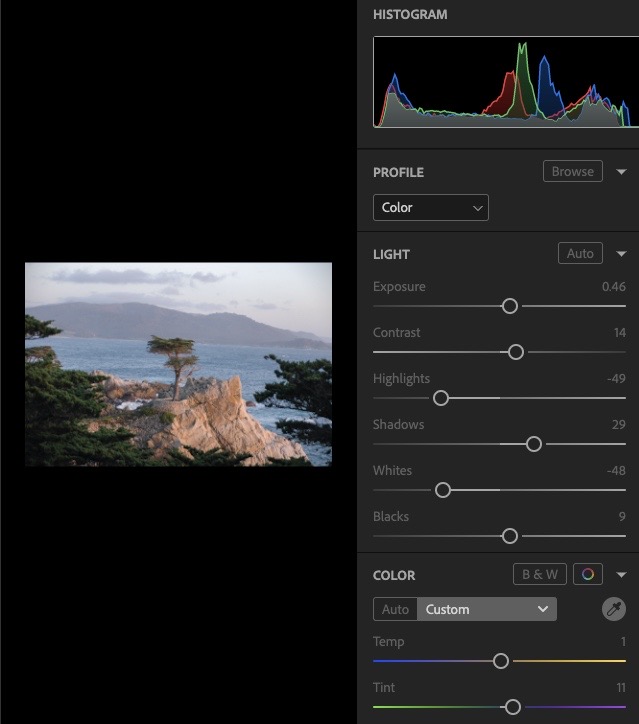 HISTOGRAM
PROFILE Browse
Color
LIGHT Auto
Exposure 0.46
Contrast 14
Highlights -49
Shadows 29
Whites -48
Blacks 9
COLOR B & W
Auto Custom
Temp 1
Tint 11